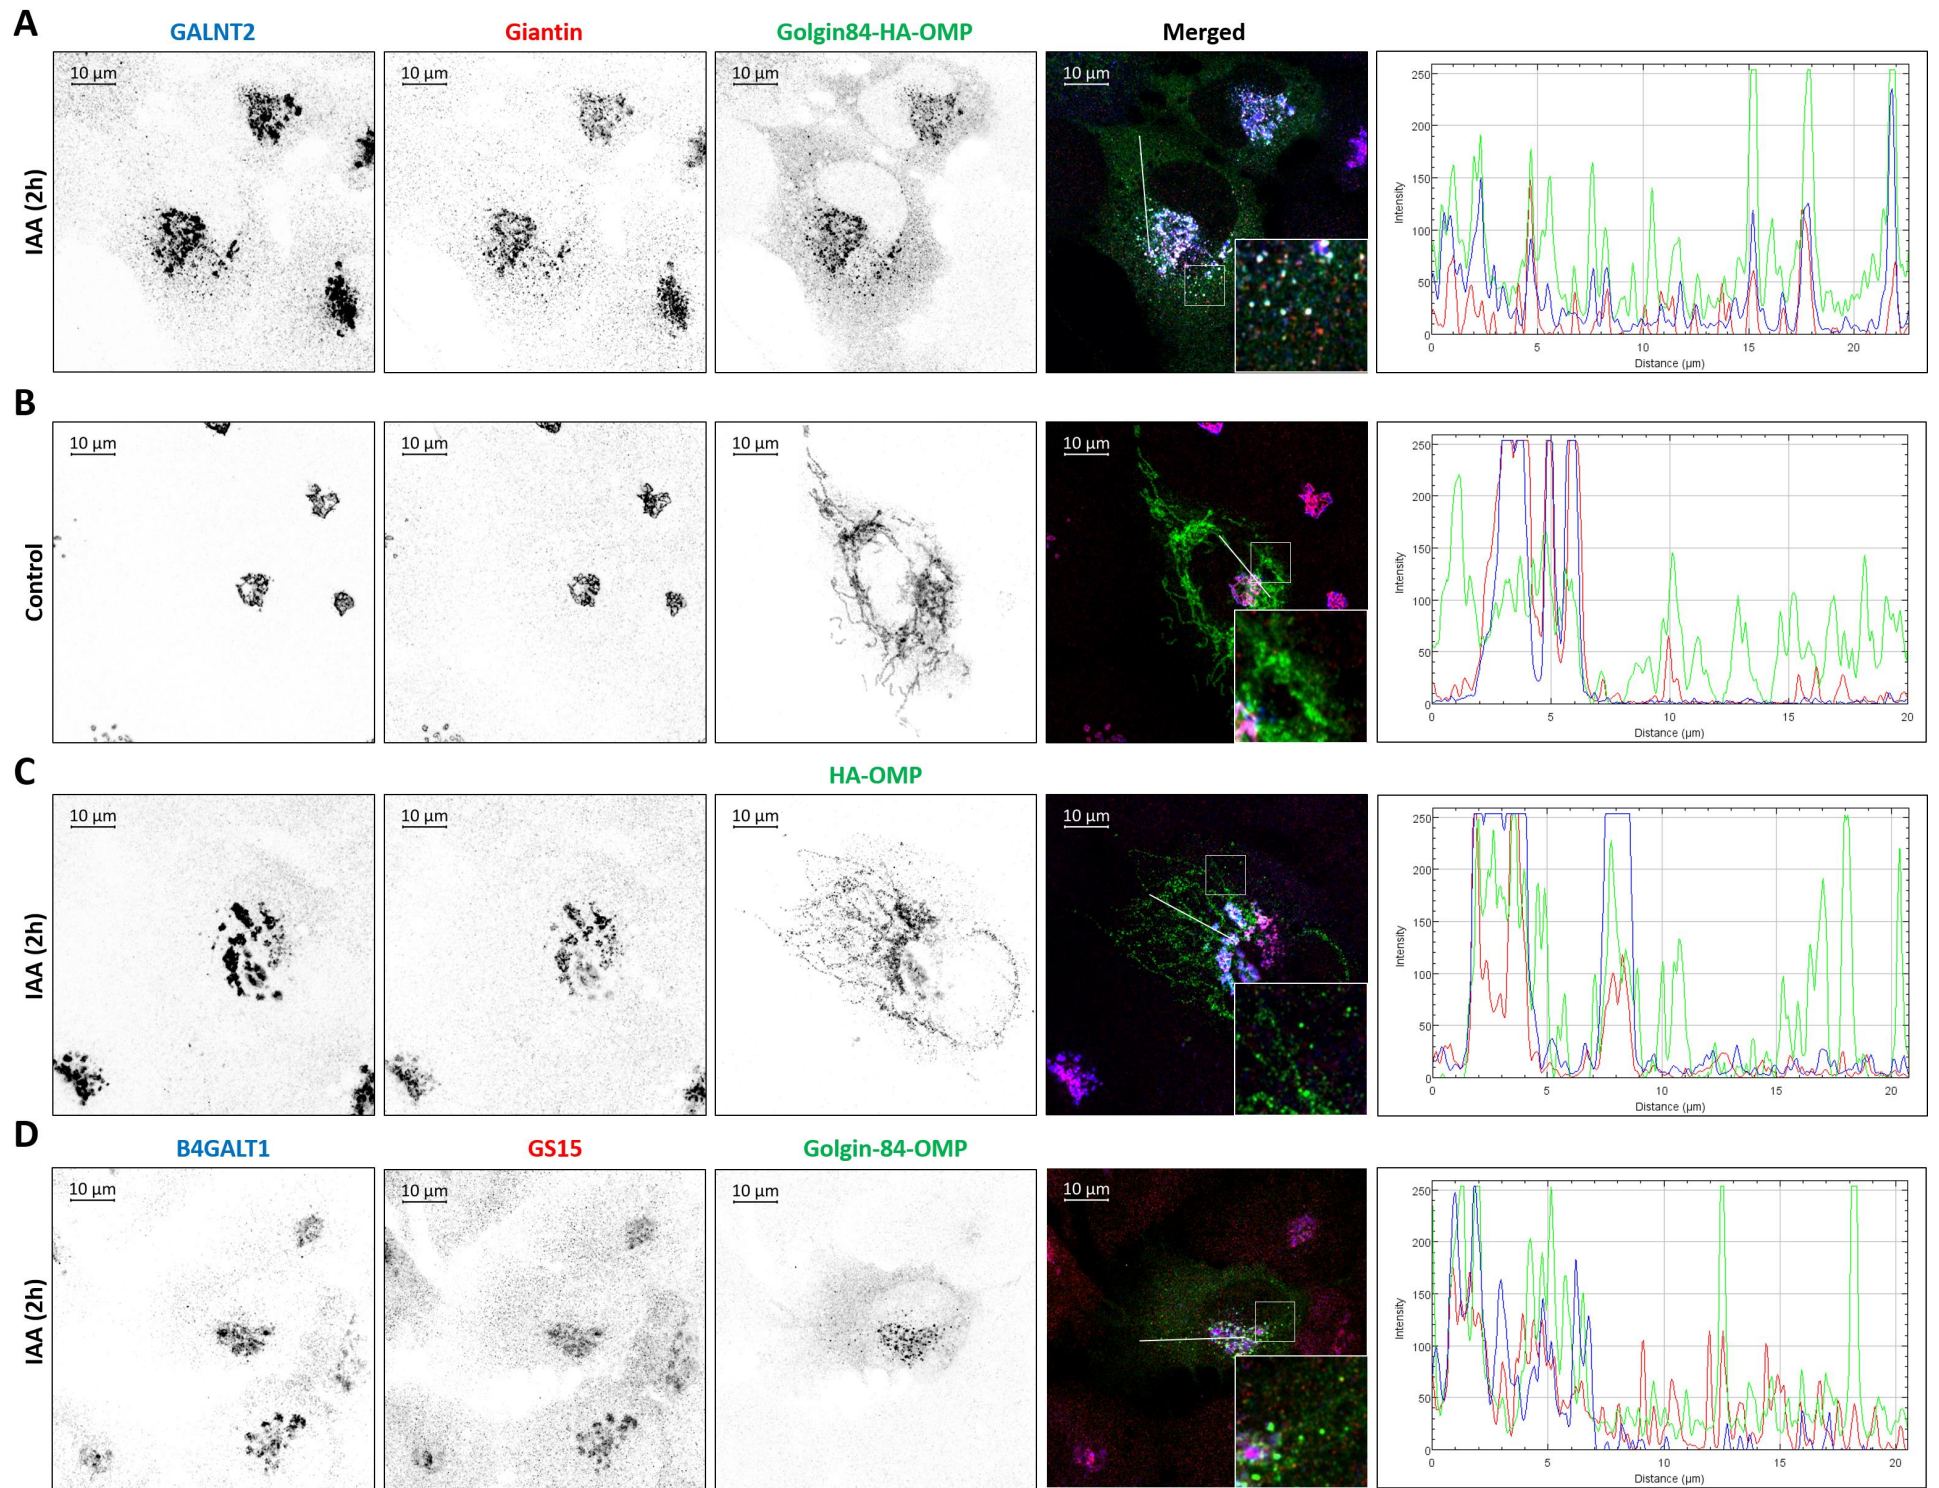 A
GALNT2 Giantin Golgin84-HA-OMP Merged
IAA (2h)
10 µm 10 µm 10 µm 10 µm
250
200
150
100
50
0
Intensity
0 5 10 15 20
Distance (µm)
B
Control
10 µm 10 µm 10 µm 10 µm
250
200
150
100
50
0
Intensity
0 5 10 15 20
Distance (µm)
C
HA-OMP
IAA (2h)
10 µm 10 µm 10 µm 10 µm
250
200
150
100
50
0
Intensity
0 5 10 15 20
Distance (µm)
D
B4GALT1 GS15 Golgin-84-OMP
IAA (2h)
10 µm 10 µm 10 µm 10 µm
250
200
150
100
50
0
Intensity
0 5 10 15 20
Distance (µm)